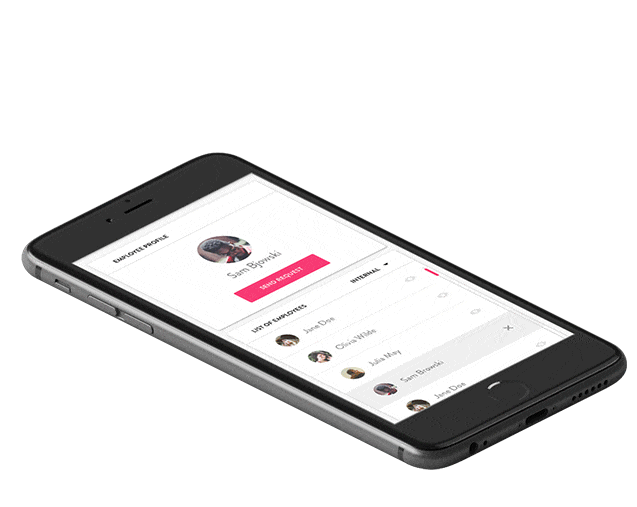 EMPLOYEE PROFILE
Sam Bjowski
SEND REQUEST
LIST OF EMPLOYEES
INTERNAL
Jane Doe
Olivia Wilde
Julia May
Sam Browski
Jane Doe